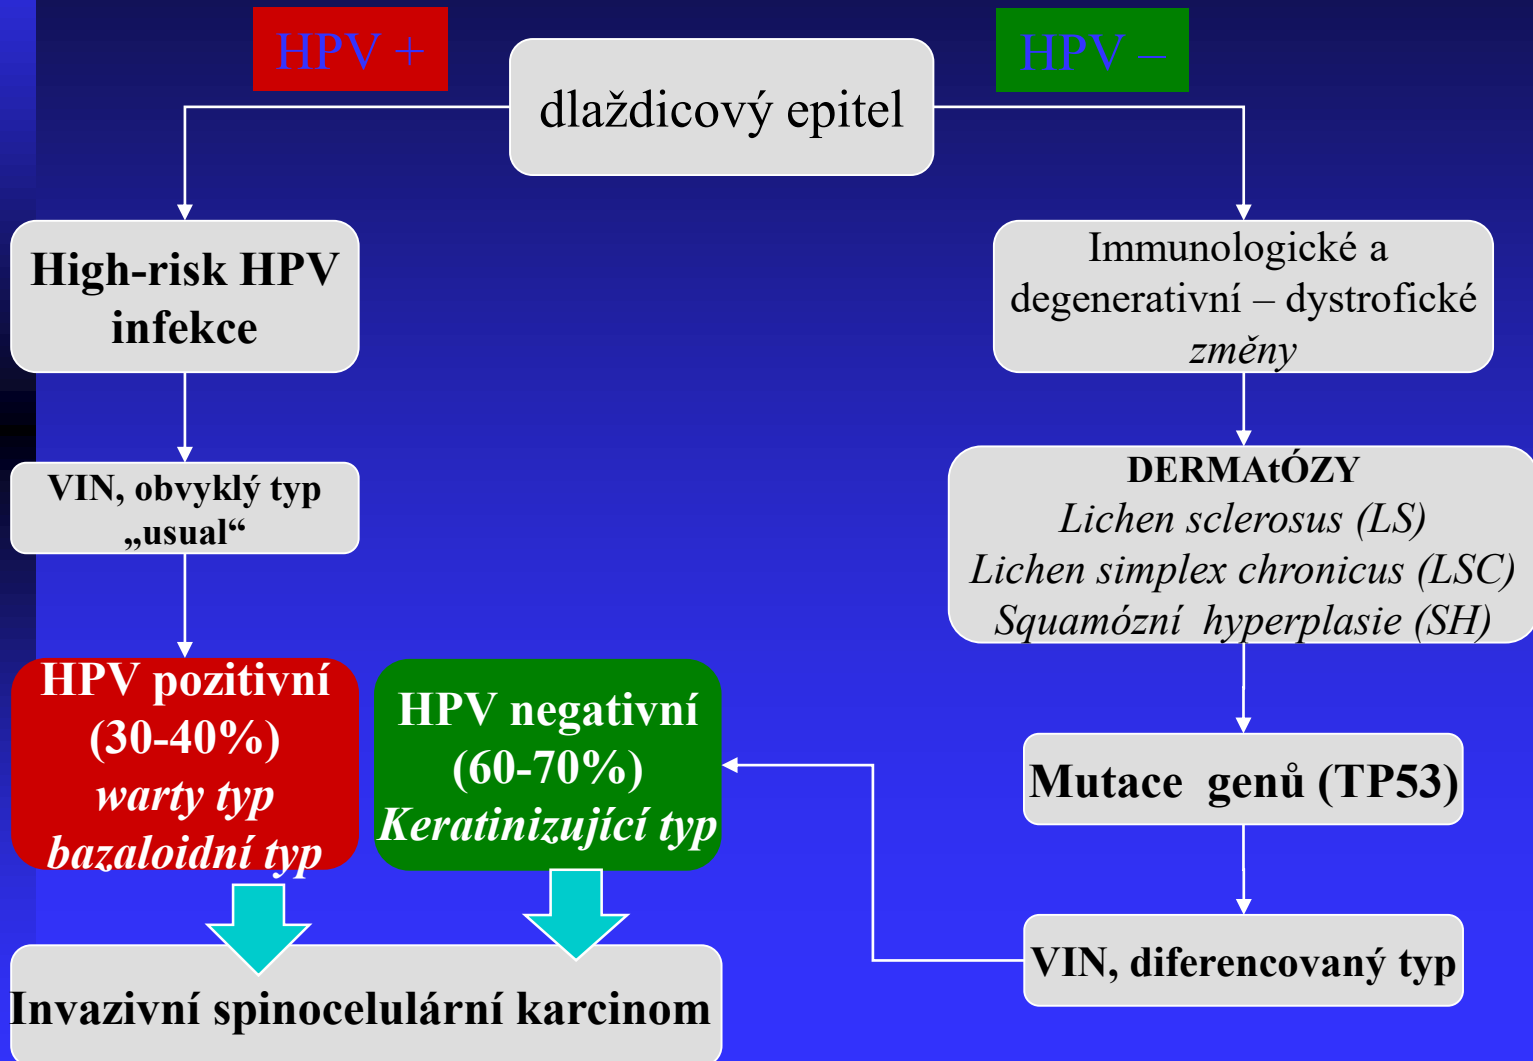 HPV +
dlaždicový epitel
HPV –
High-risk HPV
infekce
Immunologické a
degenerativní – dystrofické
změny
VIN, obvyklý typ
„usual“
DERMAtÓZY
Lichen sclerosus (LS)
Lichen simplex chronicus (LSC)
Squamózní hyperplasie (SH)
HPV pozitivní
(30-40%)
warty typ
bazaloidní typ
HPV negativní
(60-70%)
Keratinizující typ
Mutace genů (TP53)
VIN, diferencovaný typ
Invazivní spinocelulární karcinom